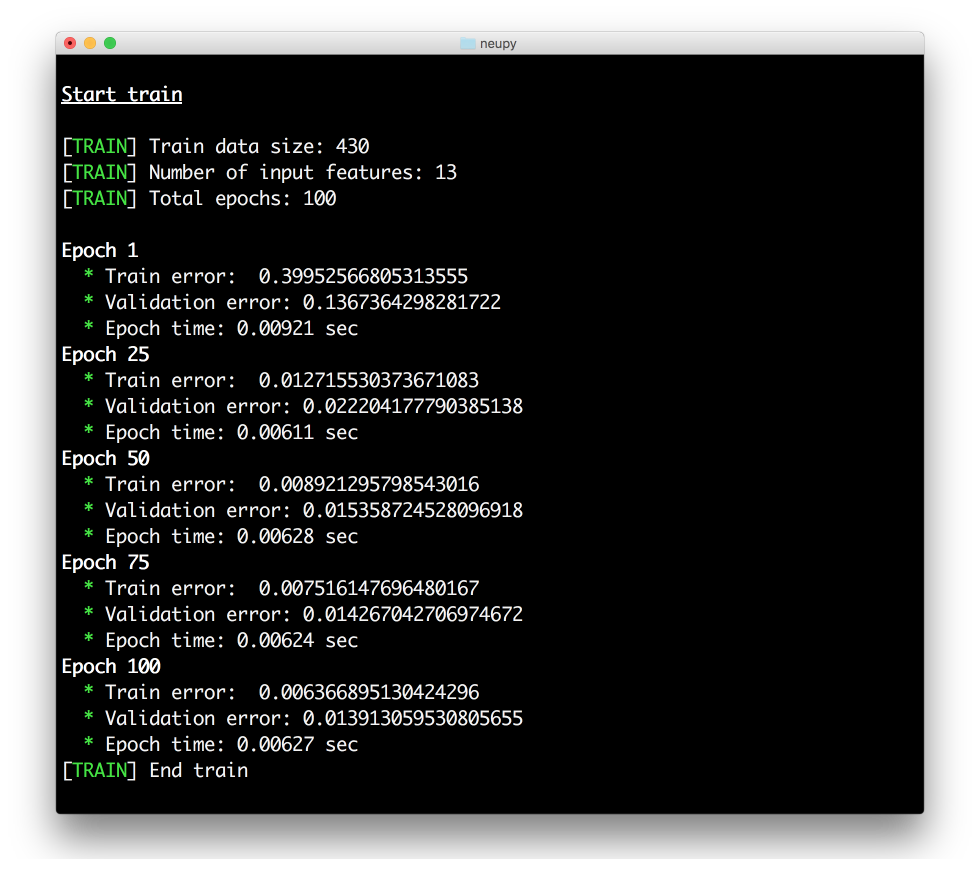 neupy
Start train
[TRAIN] Train data size: 430
[TRAIN] Number of input features: 13
[TRAIN] Total epochs: 100
Epoch 1
* Train error:  0.39952566805313555
* Validation error: 0.1367364298281722
* Epoch time: 0.00921 sec
Epoch 25
* Train error:  0.012715530373671083
* Validation error: 0.022204177790385138
* Epoch time: 0.00611 sec
Epoch 50
* Train error:  0.008921295798543016
* Validation error: 0.015358724528096918
* Epoch time: 0.00628 sec
Epoch 75
* Train error:  0.007516147696480167
* Validation error: 0.014267042706974672
* Epoch time: 0.00624 sec
Epoch 100
* Train error:  0.006366895130424296
* Validation error: 0.013913059530805655
* Epoch time: 0.00627 sec
[TRAIN] End train